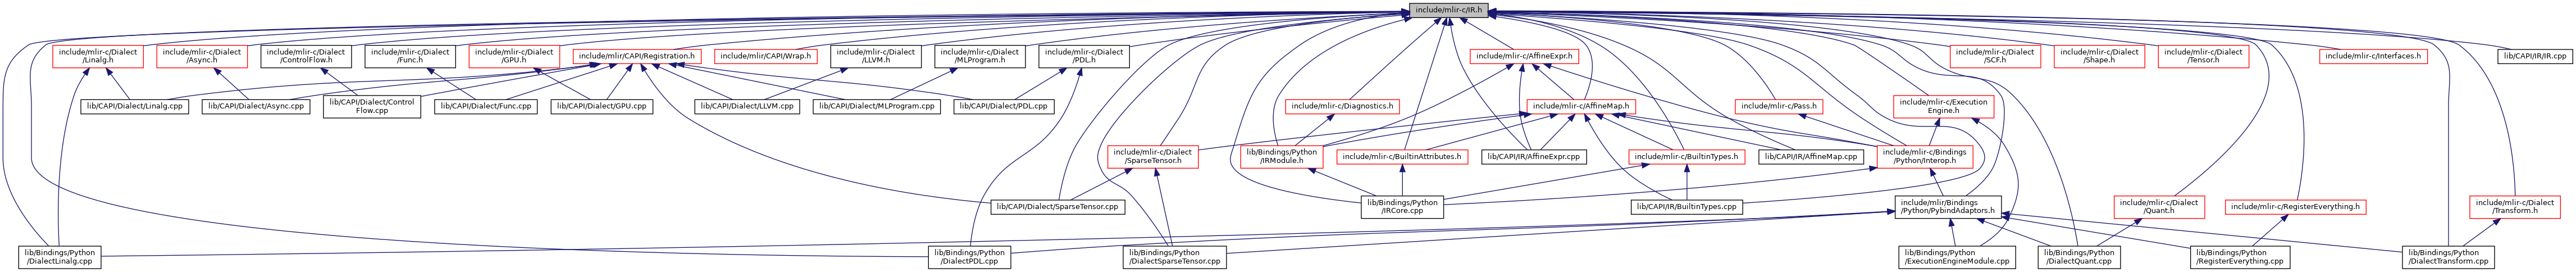 include/mlir-c/IR.h
include/mlir-c/Dialect
/Linalg.h
include/mlir-c/Dialect
/Async.h
include/mlir-c/Dialect
/ControlFlow.h
include/mlir-c/Dialect
/Func.h
include/mlir-c/Dialect
/GPU.h
include/mlir/CAPI/Registration.h
include/mlir/CAPI/Wrap.h
include/mlir-c/Dialect
/LLVM.h
include/mlir-c/Dialect
/MLProgram.h
include/mlir-c/Dialect
/PDL.h
include/mlir-c/AffineExpr.h
include/mlir-c/Dialect
/SCF.h
include/mlir-c/Dialect
/Shape.h
include/mlir-c/Dialect
/Tensor.h
include/mlir-c/Interfaces.h
lib/CAPI/IR/IR.cpp
lib/CAPI/Dialect/Linalg.cpp
lib/CAPI/Dialect/Async.cpp
lib/CAPI/Dialect/Control
Flow.cpp
lib/CAPI/Dialect/Func.cpp
lib/CAPI/Dialect/GPU.cpp
lib/CAPI/Dialect/LLVM.cpp
lib/CAPI/Dialect/MLProgram.cpp
lib/CAPI/Dialect/PDL.cpp
include/mlir-c/Diagnostics.h
include/mlir-c/AffineMap.h
include/mlir-c/Pass.h
include/mlir-c/Execution
Engine.h
include/mlir-c/Dialect
/SparseTensor.h
lib/Bindings/Python
/IRModule.h
include/mlir-c/BuiltinAttributes.h
lib/CAPI/IR/AffineExpr.cpp
include/mlir-c/BuiltinTypes.h
lib/CAPI/IR/AffineMap.cpp
include/mlir-c/Bindings
/Python/Interop.h
lib/CAPI/Dialect/SparseTensor.cpp
lib/Bindings/Python
/IRCore.cpp
lib/CAPI/IR/BuiltinTypes.cpp
include/mlir/Bindings
/Python/PybindAdaptors.h
include/mlir-c/Dialect
/Quant.h
include/mlir-c/RegisterEverything.h
include/mlir-c/Dialect
/Transform.h
lib/Bindings/Python
/DialectLinalg.cpp
lib/Bindings/Python
/DialectPDL.cpp
lib/Bindings/Python
/DialectSparseTensor.cpp
lib/Bindings/Python
/ExecutionEngineModule.cpp
lib/Bindings/Python
/DialectQuant.cpp
lib/Bindings/Python
/RegisterEverything.cpp
lib/Bindings/Python
/DialectTransform.cpp